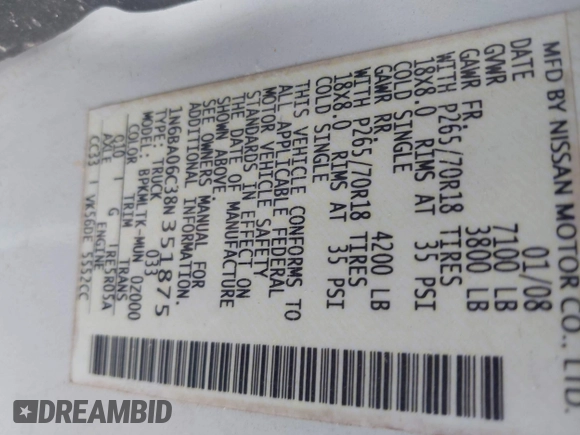 MFD BY NISSAN MOTOR CO., LTD.
DATE 01/08
GVWR 7100 LB
GAWR FR. 3800 LB
WITH P265/70R18 TIRES
18X8.0 RIMS AT 35 PSI
COLD SINGLE
GAWR RR 4200 LB
WITH P265/70R18 TIRES
18X8.0 RIMS AT 35 PSI
COLD SINGLE
THIS VEHICLE CONFORMS TO
ALL APPLICABLE FEDERAL
MOTOR VEHICLE SAFETY
STANDARDS IN EFFECT ON
THE DATE OF MANUFACTURE
SHOWN ABOVE.
SEE OWNERS MANUAL FOR
ADDITIONAL INFORMATION.
1N6BA06C38N351875
TYPE: TRUCK 033
MODEL: BPKMLTK-MUN 02000
COLOR TRIM TRANS
Q10 G RE5R05A
AXLE ENGINE
CC33 VK56DE 5552CC
DREAMBID